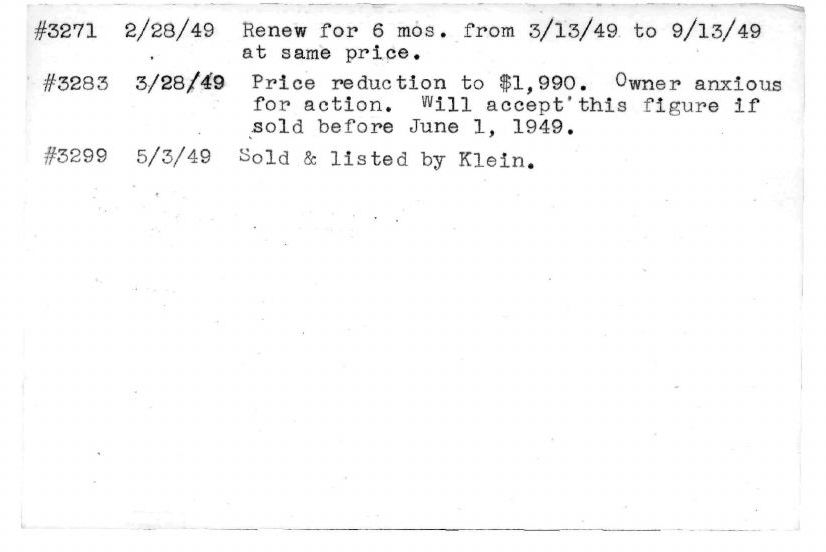 #3271 2/28/49 Renew for 6 mos. from 3/13/49 to 9/13/49
at same price.
#3283 3/28/49 Price reduction to $1,990. Owner anxious
for action. Will accept this figure if
sold before June 1, 1949.
#3299 5/3/49 Sold & listed by Klein.